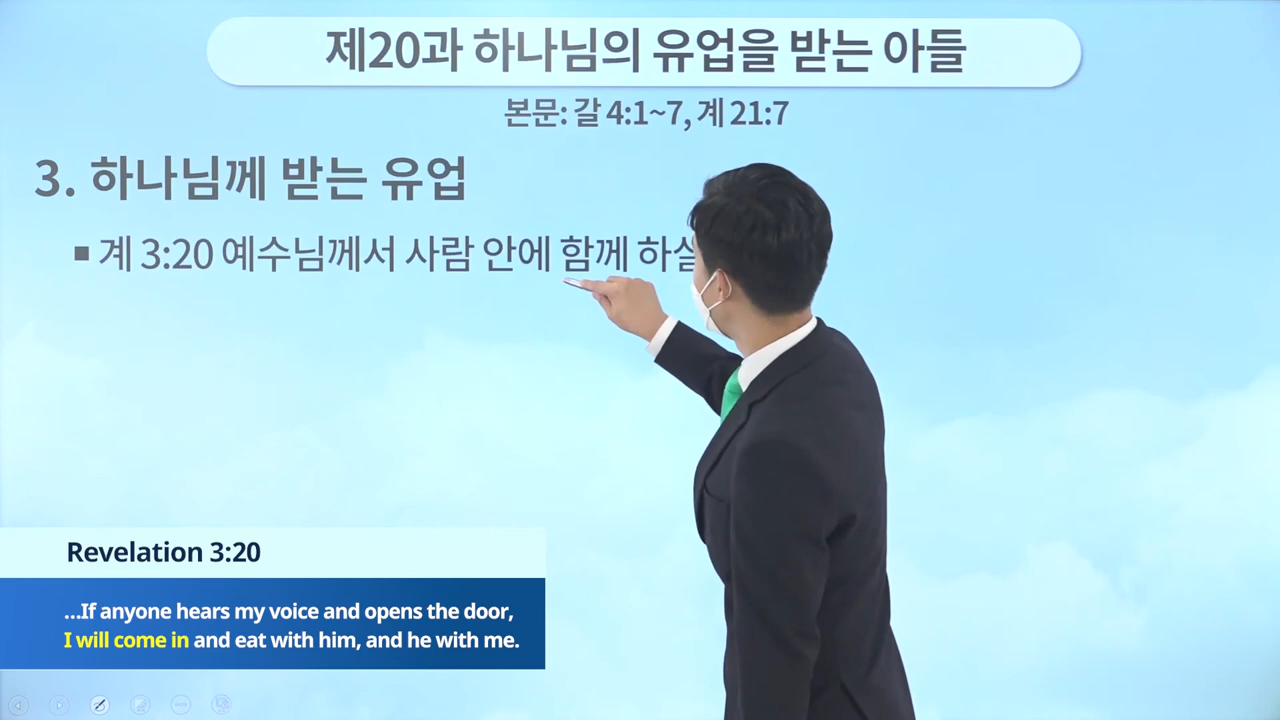 제20과 하나님의 유업을 받는 아들
본문: 갈 4:1~7, 계 21:7
3. 하나님께 받는 유업
▪ 계 3:20 예수님께서 사람 안에 함께
Revelation 3:20
...If anyone hears my voice and opens the door,
I will come in and eat with him, and he with me.